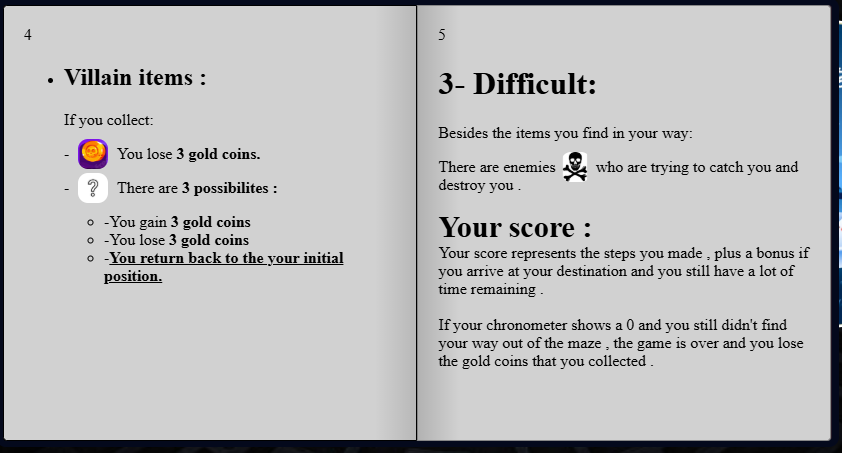 4
Villain items :
If you collect:
- You lose 3 gold coins.
- ? There are 3 possibilites :
-You gain 3 gold coins
-You lose 3 gold coins
-You return back to the your initial
position.
5
3- Difficult:
Besides the items you find in your way:
There are enemies who are trying to catch you and
destroy you .
Your score :
Your score represents the steps you made , plus a bonus if
you arrive at your destination and you still have a lot of
time remaining .
If your chronometer shows a 0 and you still didn't find
your way out of the maze , the game is over and you lose
the gold coins that you collected .